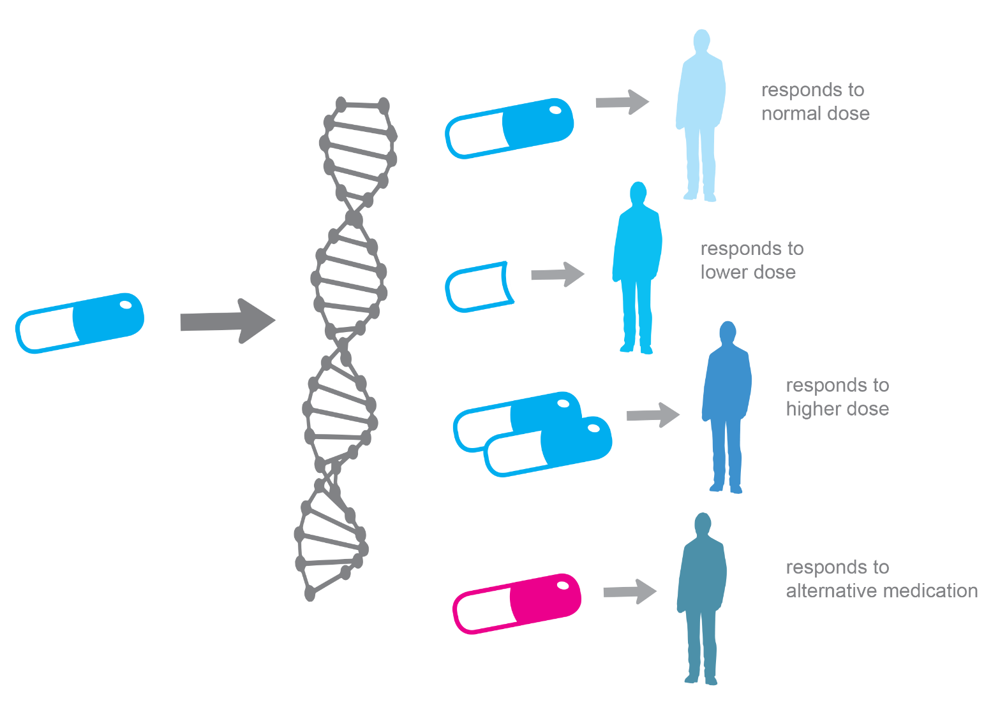 responds to
normal dose
responds to
lower dose
responds to
higher dose
responds to
alternative medication